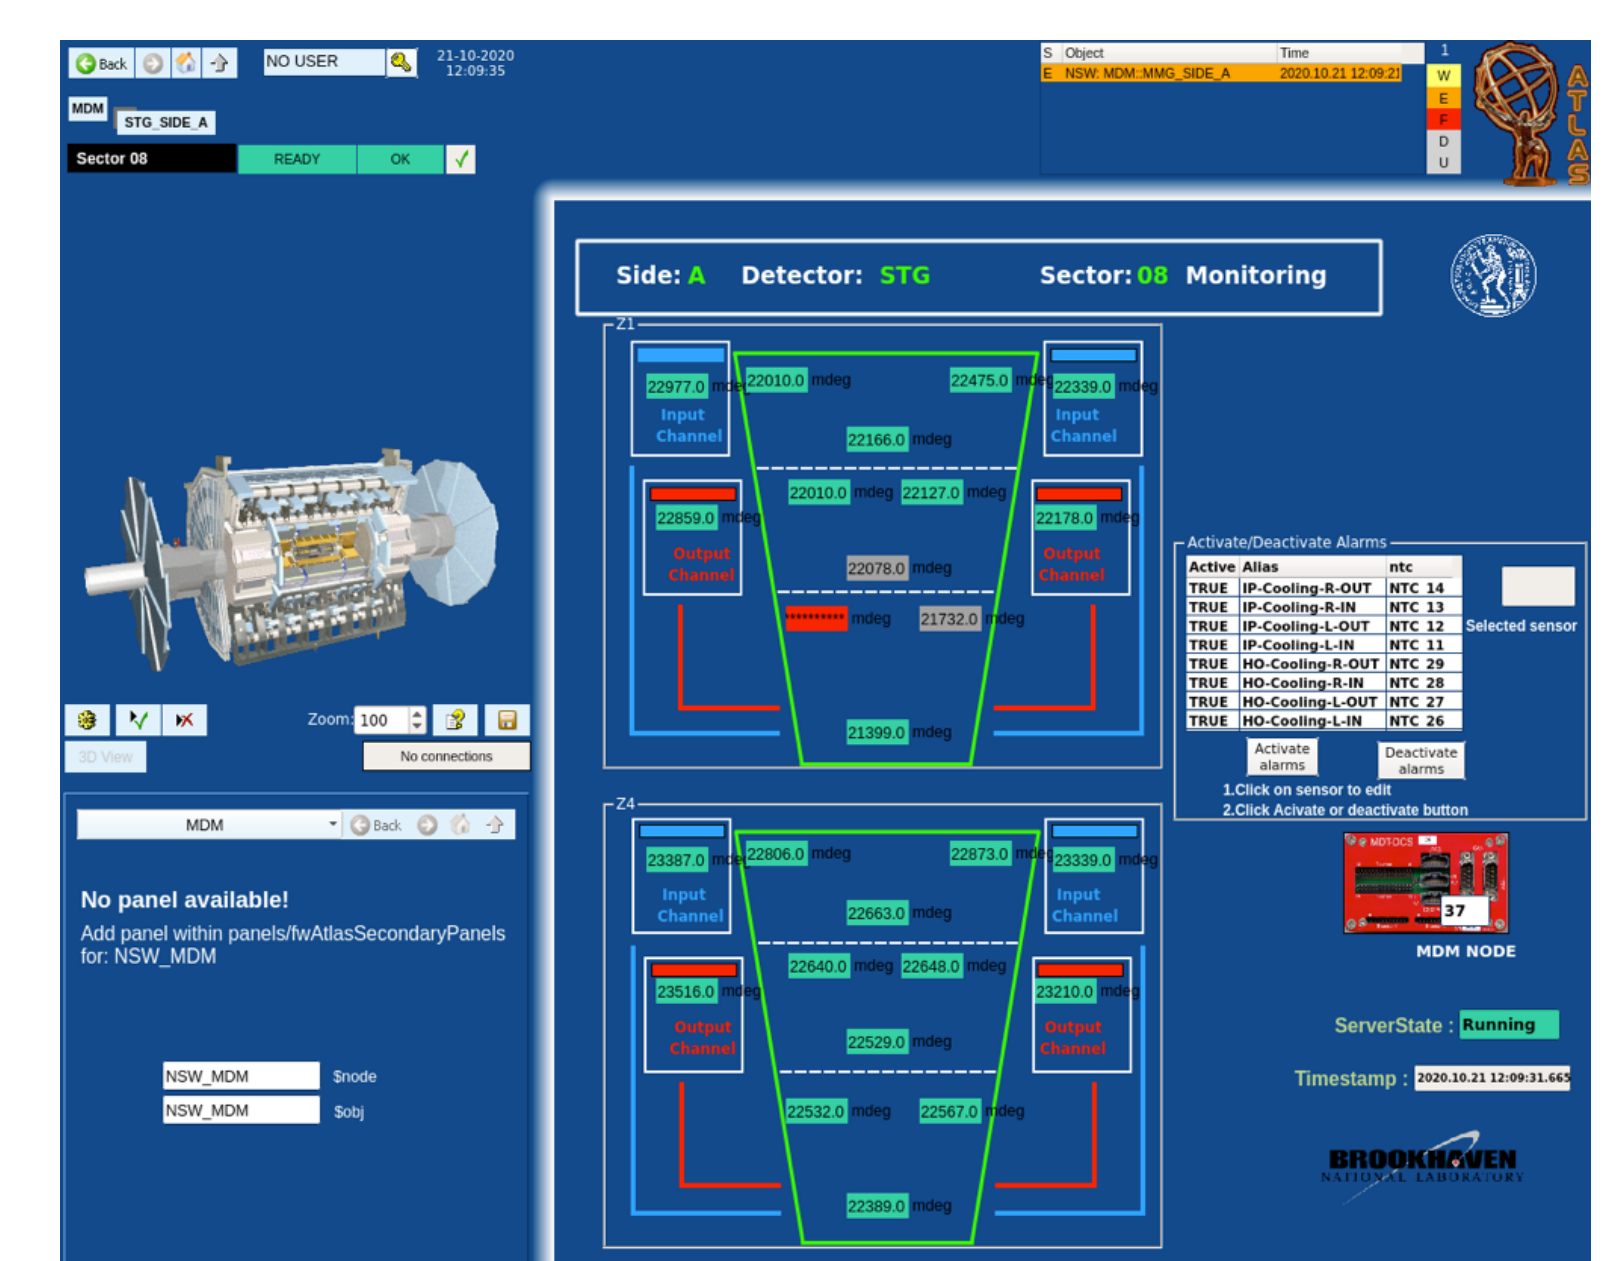 Back
NO USER
21-10-2020
12:09:35
S Object Time
E NSW: MDM::MMG_SIDE_A 2020.10.21 12:09:21
1
W
E
F
D
U
ATLAS
MDM
STG_SIDE_A
Sector 08 READY OK
Side: A Detector: STG Sector: 08 Monitoring
Z1
22977.0 mdeg 22010.0 mdeg 22475.0 mdeg 22339.0 mdeg
Input Channel
Input Channel
22166.0 mdeg
22010.0 mdeg 22127.0 mdeg
22859.0 mdeg
22178.0 mdeg
Output Channel
Output Channel
22078.0 mdeg
********** mdeg 21732.0 mdeg
21399.0 mdeg
Activate/Deactivate Alarms
Active Alias ntc
TRUE IP-Cooling-R-OUT NTC 14
TRUE IP-Cooling-R-IN NTC 13
TRUE IP-Cooling-L-OUT NTC 12
TRUE IP-Cooling-L-IN NTC 11
TRUE HO-Cooling-R-OUT NTC 29
TRUE HO-Cooling-R-IN NTC 28
TRUE HO-Cooling-L-OUT NTC 27
TRUE HO-Cooling-L-IN NTC 26
Selected sensor
Activate alarms
Deactivate alarms
1.Click on sensor to edit
2.Click Acivate or deactivate button
Zoom: 100
3D View
No connections
MDM
Back
No panel available!
Add panel within panels/fwAtlasSecondaryPanels
for: NSW_MDM
NSW_MDM $node
NSW_MDM $obj
Z4
23387.0 mdeg 22806.0 mdeg 22873.0 mdeg 23339.0 mdeg
Input Channel
Input Channel
22663.0 mdeg
22640.0 mdeg 22648.0 mdeg
23516.0 mdeg
23210.0 mdeg
Output Channel
Output Channel
22529.0 mdeg
22532.0 mdeg 22567.0 mdeg
22389.0 mdeg
MDT-OCS
37
MDM NODE
ServerState : Running
Timestamp : 2020.10.21 12:09:31.665
BROOKHAVEN
NATIONAL LABORATORY